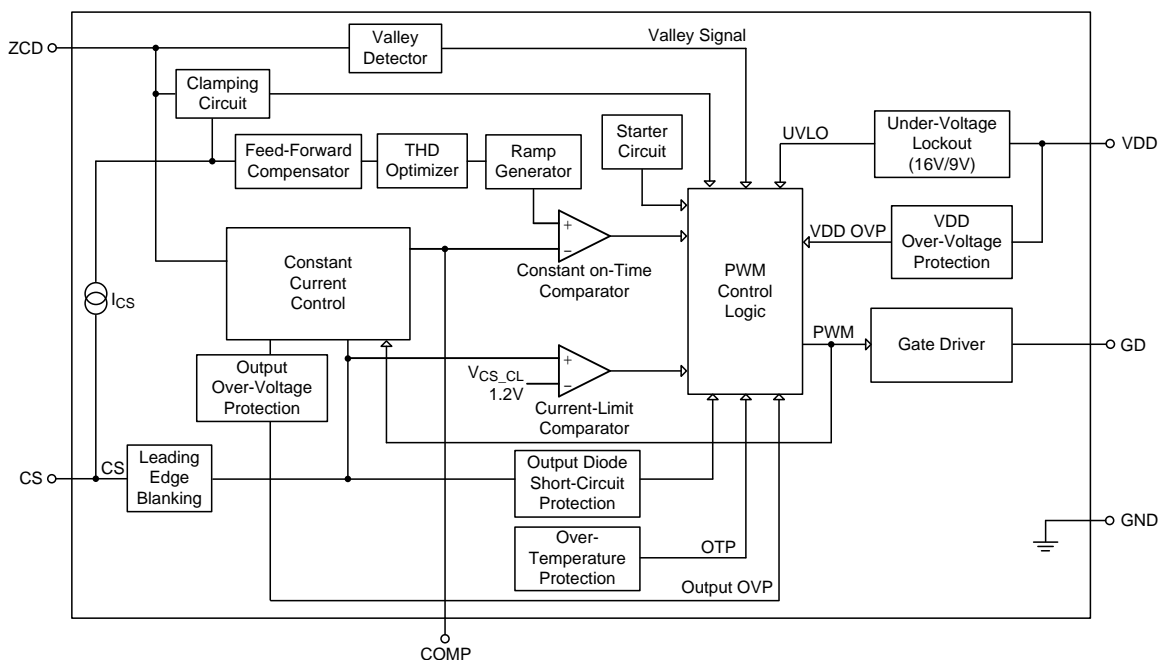 ZCD
Valley
Detector
Valley Signal
Clamping
Circuit
Starter
Circuit
UVLO
Under-Voltage
Lockout
(16V/9V)
VDD
Feed-Forward
Compensator
THD
Optimizer
Ramp
Generator
VDD OVP
VDD
Over-Voltage
Protection
Constant
Current
Control
+
−
Constant on-Time
Comparator
PWM
Control
Logic
ICS
PWM
Gate Driver
GD
Output
Over-Voltage
Protection
VCS_CL
1.2V
+
−
Current-Limit
Comparator
CS
CS
Leading
Edge
Blanking
Output Diode
Short-Circuit
Protection
GND
Over-
Temperature
Protection
OTP
Output OVP
COMP